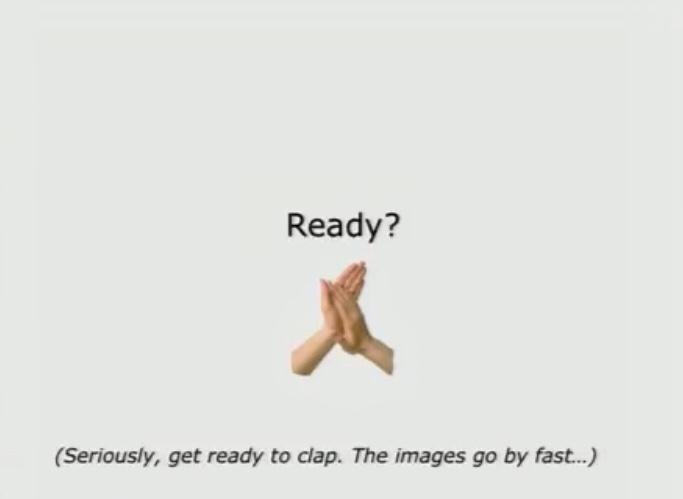 Ready?
(Seriously, get ready to clap. The images go by fast...)